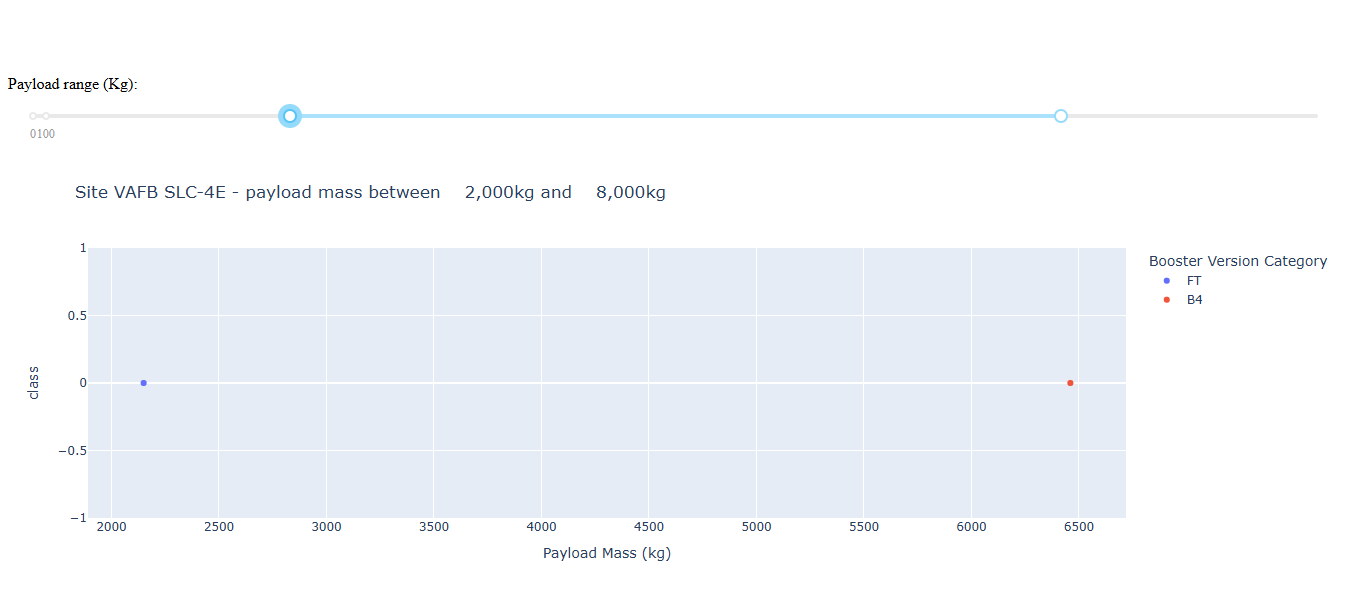 Payload range (Kg):
0100
Site VAFB SLC-4E - payload mass between 2,000kg and 8,000kg
1
0.5
0
−0.5
−1
class
2000 2500 3000 3500 4000 4500 5000 5500 6000 6500
Payload Mass (kg)
Booster Version Category
FT
B4